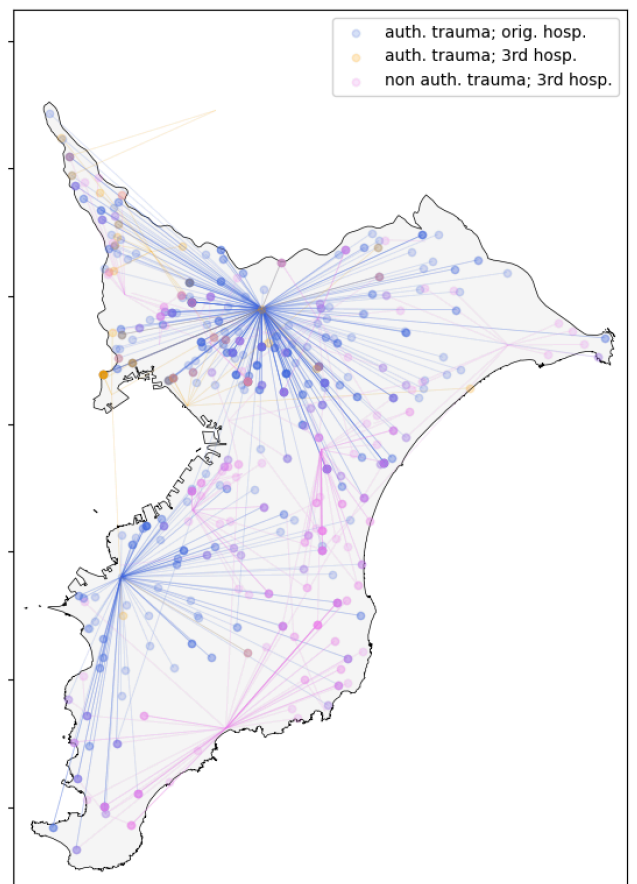 auth. trauma; orig. hosp.
auth. trauma; 3rd hosp.
non auth. trauma; 3rd hosp.